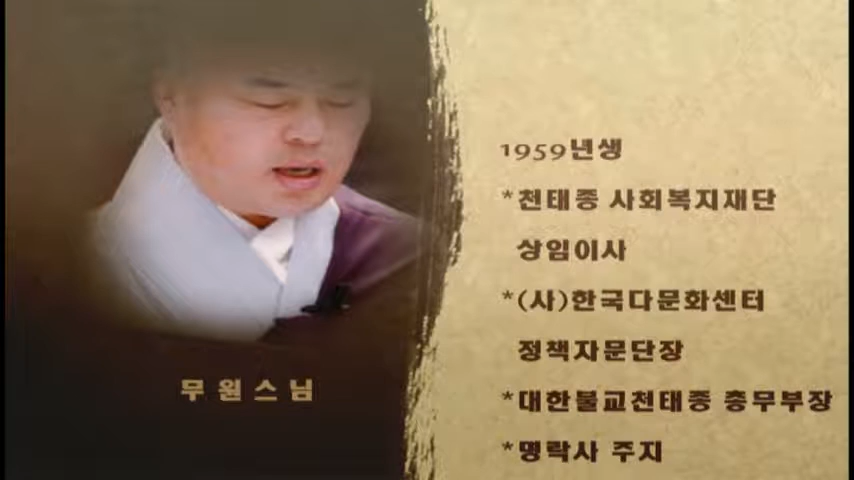 무원스님
1959년생
*천태종 사회복지재단
상임이사
*(사)한국다문화센터
정책자문단장
*대한불교천태종 총무부장
*명락사 주지